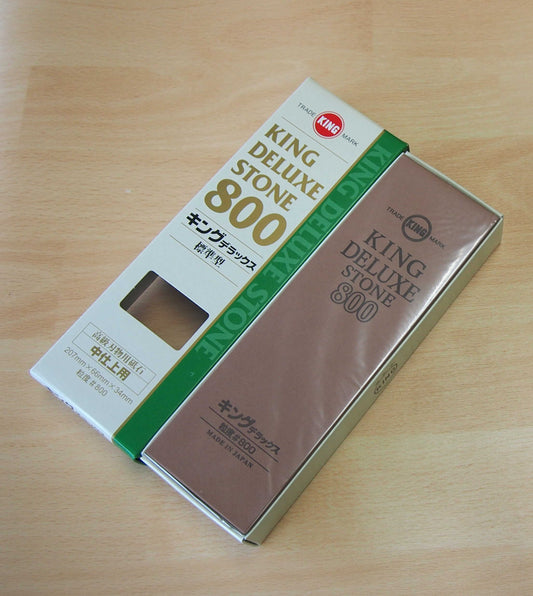 TRADE KING MARK
KING
DELUXE
STONE
800
キングデラックス
標準型
高級刃物用砥石
中仕上用
207mm×66mm×34mm
粒度#800
KING DELUXE STONE
TRADE KING MARK
KING
DELUXE
STONE
800
キングデラックス
粒度#800
MADE IN JAPAN
KING